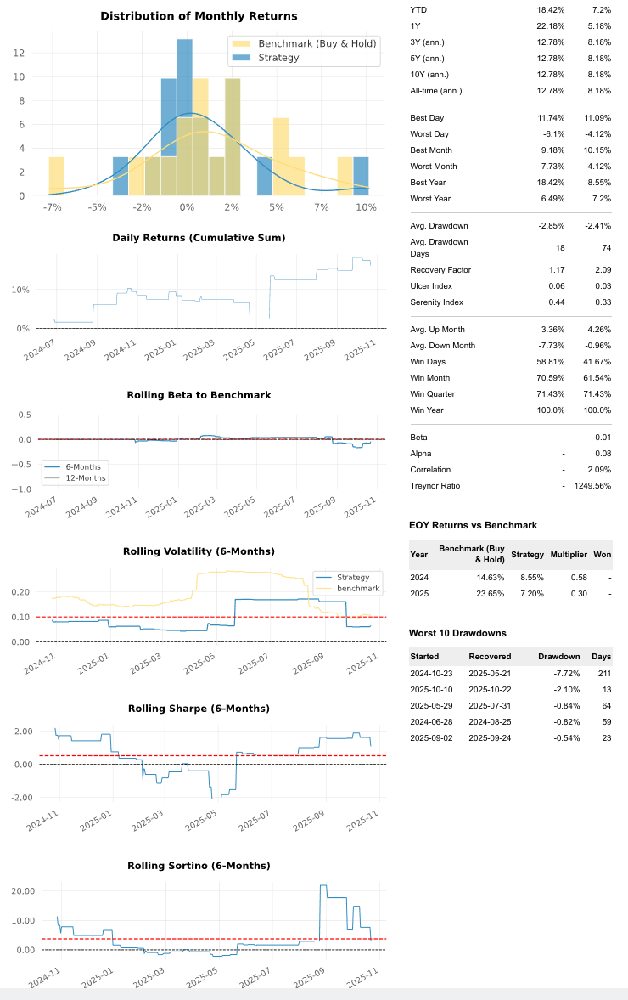 Distribution of Monthly Returns
Benchmark (Buy & Hold)
Strategy
12
10
8
6
4
2
0
-7%
-5%
-2%
0%
2%
5%
7%
10%
Daily Returns (Cumulative Sum)
10%
0%
2024-07
2024-09
2024-11
2025-01
2025-03
2025-05
2025-07
2025-09
2025-11
Rolling Beta to Benchmark
0.5
0.0
−0.5
−1.0
6-Months
12-Months
2024-07
2024-09
2024-11
2025-01
2025-03
2025-05
2025-07
2025-09
2025-11
Rolling Volatility (6-Months)
Strategy
benchmark
0.20
0.10
0.00
2024-11
2025-01
2025-03
2025-05
2025-07
2025-09
2025-11
Rolling Sharpe (6-Months)
2.00
0.00
-2.00
2024-11
2025-01
2025-03
2025-05
2025-07
2025-09
2025-11
Rolling Sortino (6-Months)
20.00
10.00
0.00
2024-11
2025-01
2025-03
2025-05
2025-07
2025-09
2025-11
YTD 18.42% 7.2%
1Y 22.18% 5.18%
3Y (ann.) 12.78% 8.18%
5Y (ann.) 12.78% 8.18%
10Y (ann.) 12.78% 8.18%
All-time (ann.) 12.78% 8.18%
Best Day 11.74% 11.09%
Worst Day -6.1% -4.12%
Best Month 9.18% 10.15%
Worst Month -7.73% -4.12%
Best Year 18.42% 8.55%
Worst Year 6.49% 7.2%
Avg. Drawdown -2.85% -2.41%
Avg. Drawdown
Days 18 74
Recovery Factor 1.17 2.09
Ulcer Index 0.06 0.03
Serenity Index 0.44 0.33
Avg. Up Month 3.36% 4.26%
Avg. Down Month -7.73% -0.96%
Win Days 58.81% 41.67%
Win Month 70.59% 61.54%
Win Quarter 71.43% 71.43%
Win Year 100.0% 100.0%
Beta - 0.01
Alpha - 0.08
Correlation - 2.09%
Treynor Ratio - 1249.56%
EOY Returns vs Benchmark
Year Benchmark (Buy & Hold) Strategy Multiplier Won
2024 14.63% 8.55% 0.58 -
2025 23.65% 7.20% 0.30 -
Worst 10 Drawdowns
Started Recovered Drawdown Days
2024-10-23 2025-05-21 -7.72% 211
2025-10-10 2025-10-22 -2.10% 13
2025-05-29 2025-07-31 -0.84% 64
2024-06-28 2024-08-25 -0.82% 59
2025-09-02 2025-09-24 -0.54% 23